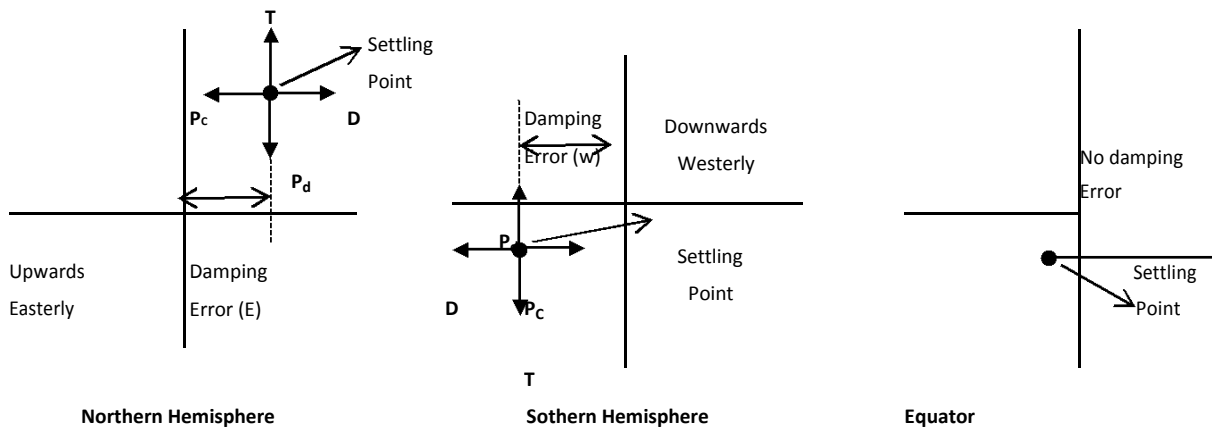 T
Settling
Point
Pc
D
Pd
Upwards
Easterly
Damping
Error (E)
Northern Hemisphere
Damping
Error (w)
Downwards
Westerly
P
Settling
Point
D
PC
T
Sothern Hemisphere
No damping
Error
Settling
Point
Equator